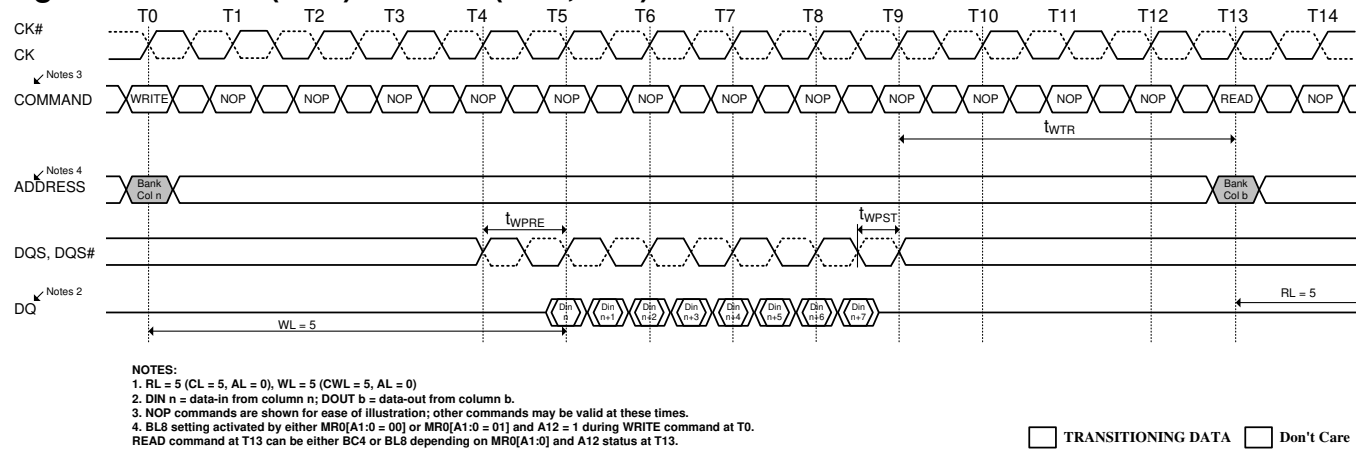 T0 T1 T2 T3 T4 T5 T6 T7 T8 T9 T10 T11 T12 T13 T14
CK#
CK
Notes 3
COMMAND WRITE NOP NOP NOP NOP NOP NOP NOP NOP NOP NOP NOP NOP READ NOP
tWTR
Notes 4
ADDRESS
Bank Bank
Col n Col b
tWPRE tWPST
DQS, DQS#
Notes 2
DQ
Din Din Din Din Din Din Din Din
n n+1 n+2 n+3 n+4 n+5 n+6 n+7
RL = 5
WL = 5
NOTES:
1. RL = 5 (CL = 5, AL = 0), WL = 5 (CWL = 5, AL = 0)
2. DIN n = data-in from column n; DOUT b = data-out from column b.
3. NOP commands are shown for ease of illustration; other commands may be valid at these times.
4. BL8 setting activated by either MR0[A1:0 = 00] or MR0[A1:0 = 01] and A12 = 1 during WRITE command at T0.
READ command at T13 can be either BC4 or BL8 depending on MR0[A1:0] and A12 status at T13.
TRANSITIONING DATA Don't Care